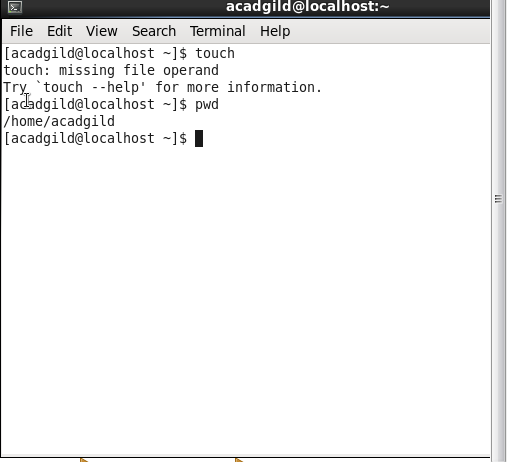 acadgild@localhost:~
File Edit View Search Terminal Help
[acadgild@localhost ~]$ touch
touch: missing file operand
Try `touch --help' for more information.
[acadgild@localhost ~]$ pwd
/home/acadgild
[acadgild@localhost ~]$